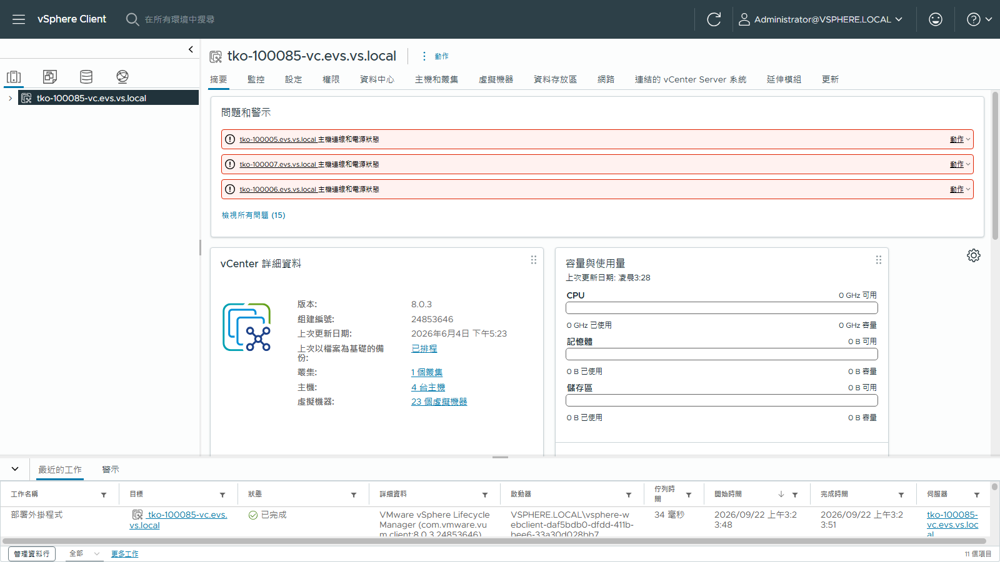 vSphere Client
在所有環境中搜尋
Administrator@VSPHERE.LOCAL
tko-100085-vc.evs.vs.local
tko-100085-vc.evs.vs.local
動作
摘要 監控 設定 權限 資料中心 主機和叢集 虛擬機器 資料存放區 網路 連結的 vCenter Server 系統 延伸模組 更新
問題和警示
tko-100005.evs.vs.local 主機連線和電源狀態 動作
tko-100007.evs.vs.local 主機連線和電源狀態 動作
tko-100006.evs.vs.local 主機連線和電源狀態 動作
檢視所有問題 (15)
vCenter 詳細資料
版本: 8.0.3
組建編號: 24853646
上次更新日期: 2026年6月4日 下午5:23
上次以檔案為基礎的備
份:
已排程
叢集: 1 個叢集
主機: 4 台主機
虛擬機器: 23 個虛擬機器
容量與使用量
上次更新日期: 凌晨3:28
CPU 0 GHz 可用
0 GHz 已使用 0 GHz 容量
記憶體 0 B 可用
0 B 已使用 0 B 容量
儲存區 0 B 可用
0 B 已使用 0 B 容量
最近的工作 警示
工作名稱 目標 狀態 詳細資料 啟動器 佇列時
間
開始時間 完成時間 伺服器
部署外掛程式
tko-100085-vc.evs.
vs.local
已完成
VMware vSphere Lifecycle
Manager (com.vmware.vu
m.client:8.0.3.24853646)
VSPHERE.LOCAL\vsphere-w
ebclient-daf5bdb0-dfdd-411b-
bee6-33a30d028bb7
34 毫秒
2026/09/22 上午3:2
3:48
2026/09/22 上午3:2
3:51
tko-100085-
vc.evs.vs.loc
al
管理資料行 全部 更多工作 11 個項目